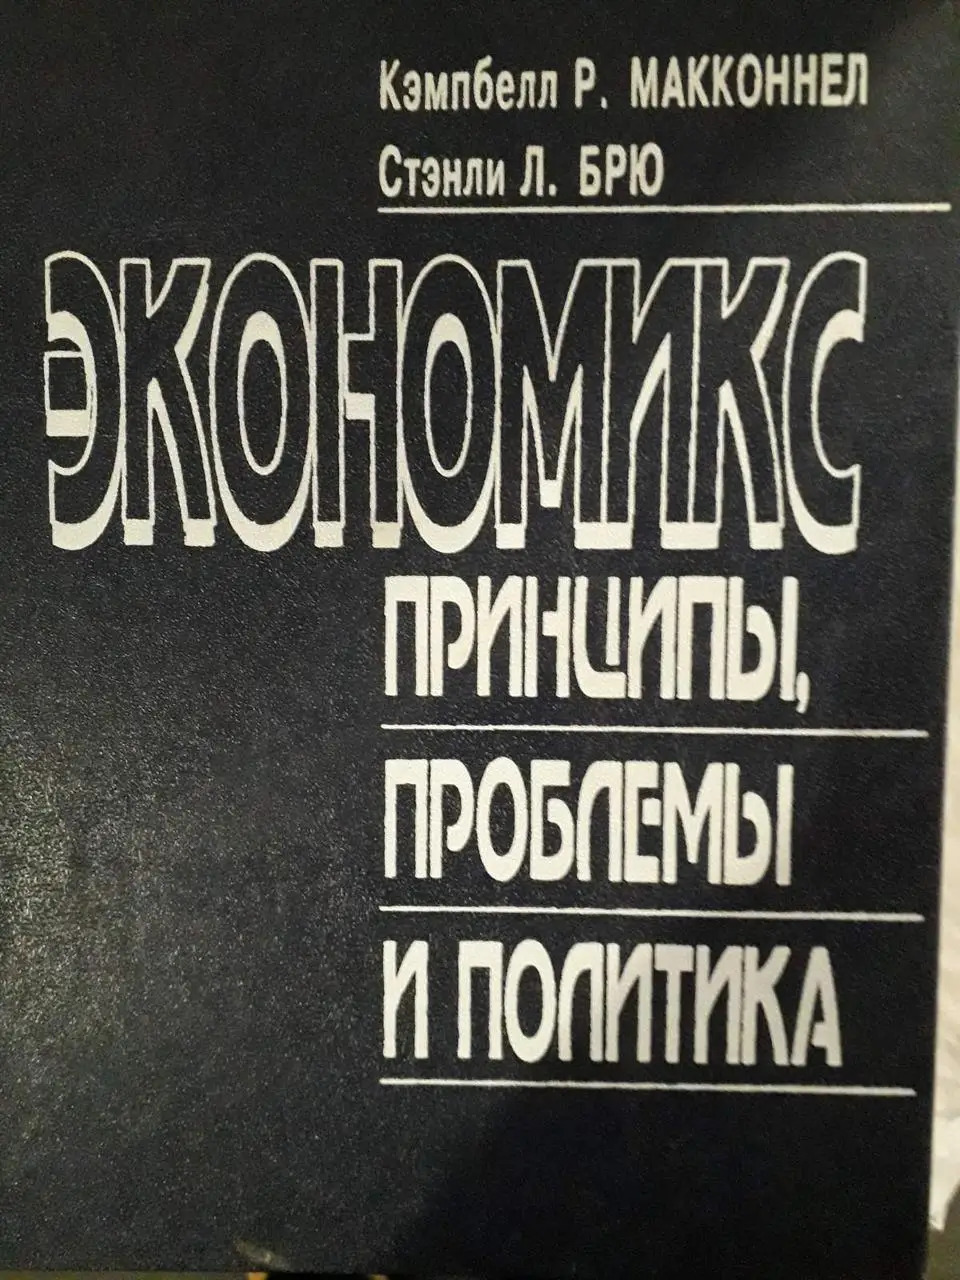 Кэмпбелл Р. МАККОННЕЛ
Стэнли Л. БРЮ
ЭКОНОМИКС
ПРИНЦИПЫ,
ПРОБЛЕМЫ
И ПОЛИТИКА